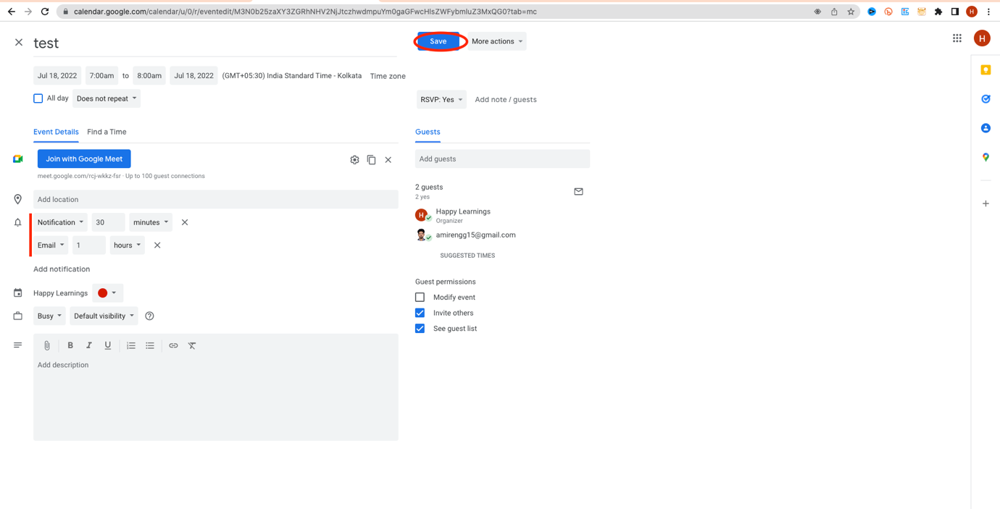 calendar.google.com/calendar/u/0/r/eventedit/M3N0b25zaXY3ZGRhNHV2NjJtczhwdmpuYm0gaGFwcHlsZWFybmluZ3MxQG0?tab=mc
H
test
Save
More actions
H
Jul 18, 2022 7:00am to 8:00am Jul 18, 2022 (GMT+05:30) India Standard Time - Kolkata Time zone
All day Does not repeat
RSVP: Yes Add note / guests
Event Details Find a Time
Guests
Join with Google Meet
meet.google.com/rcj-wkkz-fsr · Up to 100 guest connections
Add guests
Add location
2 guests
2 yes
Notification 30 minutes
Email 1 hours
Add notification
H
Happy Learnings
Organizer
amirengg15@gmail.com
SUGGESTED TIMES
Happy Learnings
Busy Default visibility
Guest permissions
Modify event
Invite others
See guest list
B I U
Add description